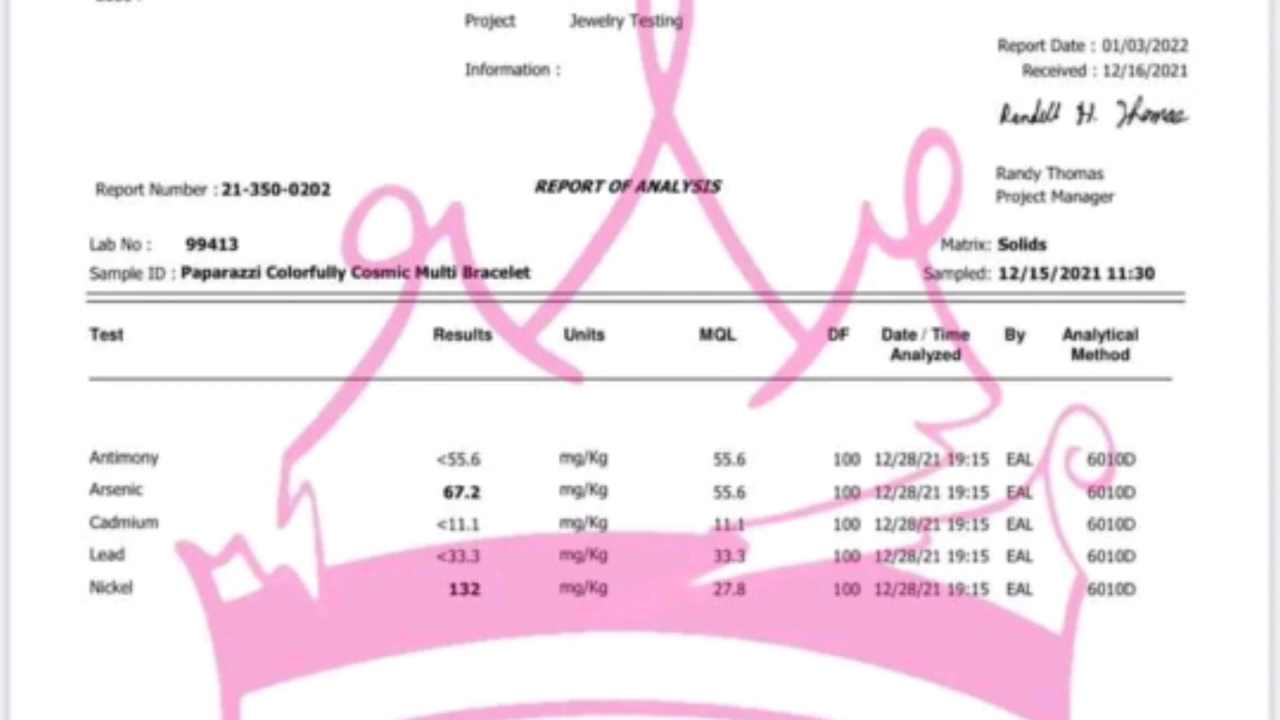 Project Jewelry Testing
Report Date : 01/03/2022
Information :
Received : 12/16/2021
Randell H. Thomas
Randy Thomas
Report Number : 21-350-0202 REPORT OF ANALYSIS
Project Manager
Lab No : 99413 Matrix: Solids
Sample ID : Paparazzi Colorfully Cosmic Multi Bracelet Sampled: 12/15/2021 11:30
Test Results Units MQL DF Date / Time Analyzed By Analytical Method
Antimony <55.6 mg/Kg 55.6 100 12/28/21 19:15 EAL 6010D
Arsenic 67.2 mg/Kg 55.6 100 12/28/21 19:15 EAL 6010D
Cadmium <11.1 mg/Kg 11.1 100 12/28/21 19:15 EAL 6010D
Lead <33.3 mg/Kg 33.3 100 12/28/21 19:15 EAL 6010D
Nickel 132 mg/Kg 27.8 100 12/28/21 19:15 EAL 6010D